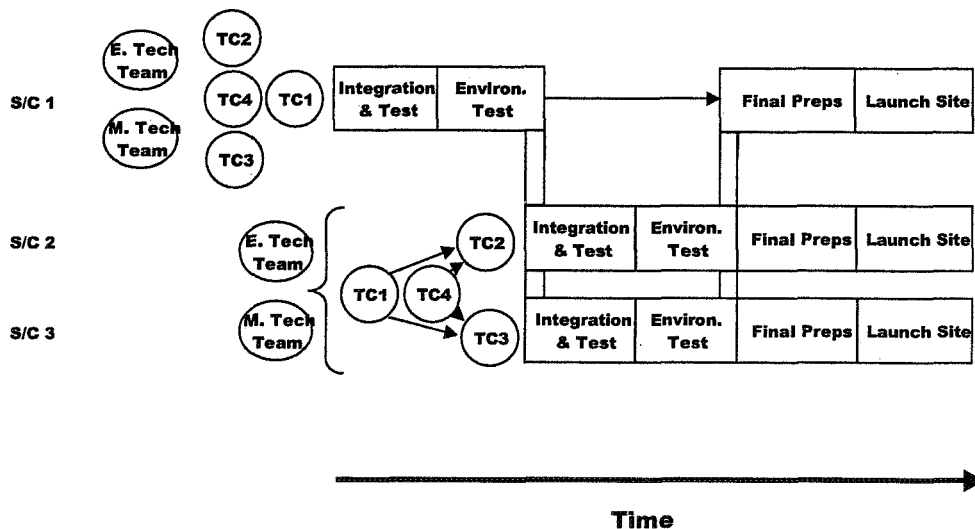 S/C 1
E. Tech
Team
M. Tech
Team
TC2
TC4
TC1
TC3
Integration
& Test
Environ.
Test
Final Preps
Launch Site
S/C 2
E. Tech
Team
TC2
Integration
& Test
Environ.
Test
Final Preps
Launch Site
TC1
TC4
S/C 3
M. Tech
Team
TC3
Integration
& Test
Environ.
Test
Final Preps
Launch Site
Time